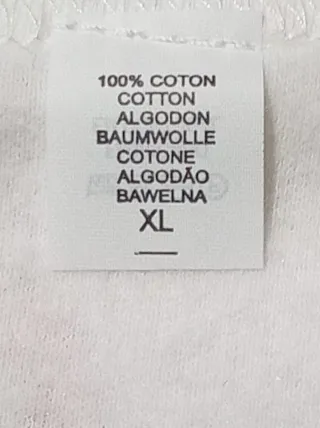 100% COTON
COTTON
ALGODON
BAUMWOLLE
COTONE
ALGODÃO
BAWELNA
XL